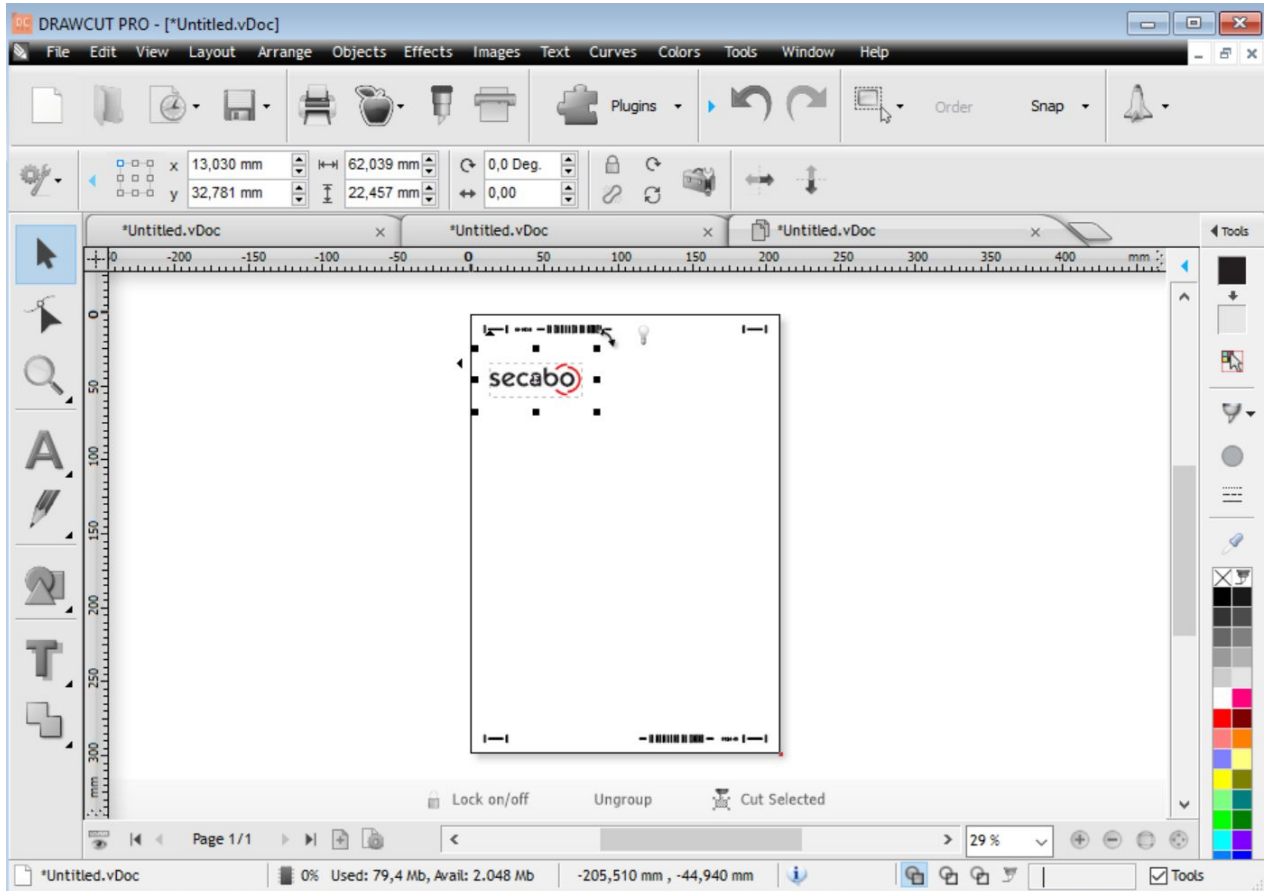 DRAWCUT PRO - [*Untitled.vDoc]
File Edit View Layout Arrange Objects Effects Images Text Curves Colors Tools Window Help
Plugins Order Snap
x 13,030 mm 62,039 mm 0,0 Deg.
y 32,781 mm 22,457 mm 0,00
*Untitled.vDoc *Untitled.vDoc *Untitled.vDoc Tools
-200 -150 -100 -50 0 50 100 150 200 250 300 350 400 mm
0
secabo
50
100
150
200
250
300
mm
Lock on/off Ungroup Cut Selected
Page 1/1 29 %
*Untitled.vDoc 0% Used: 79,4 Mb, Avail: 2.048 Mb -205,510 mm , -44,940 mm Tools